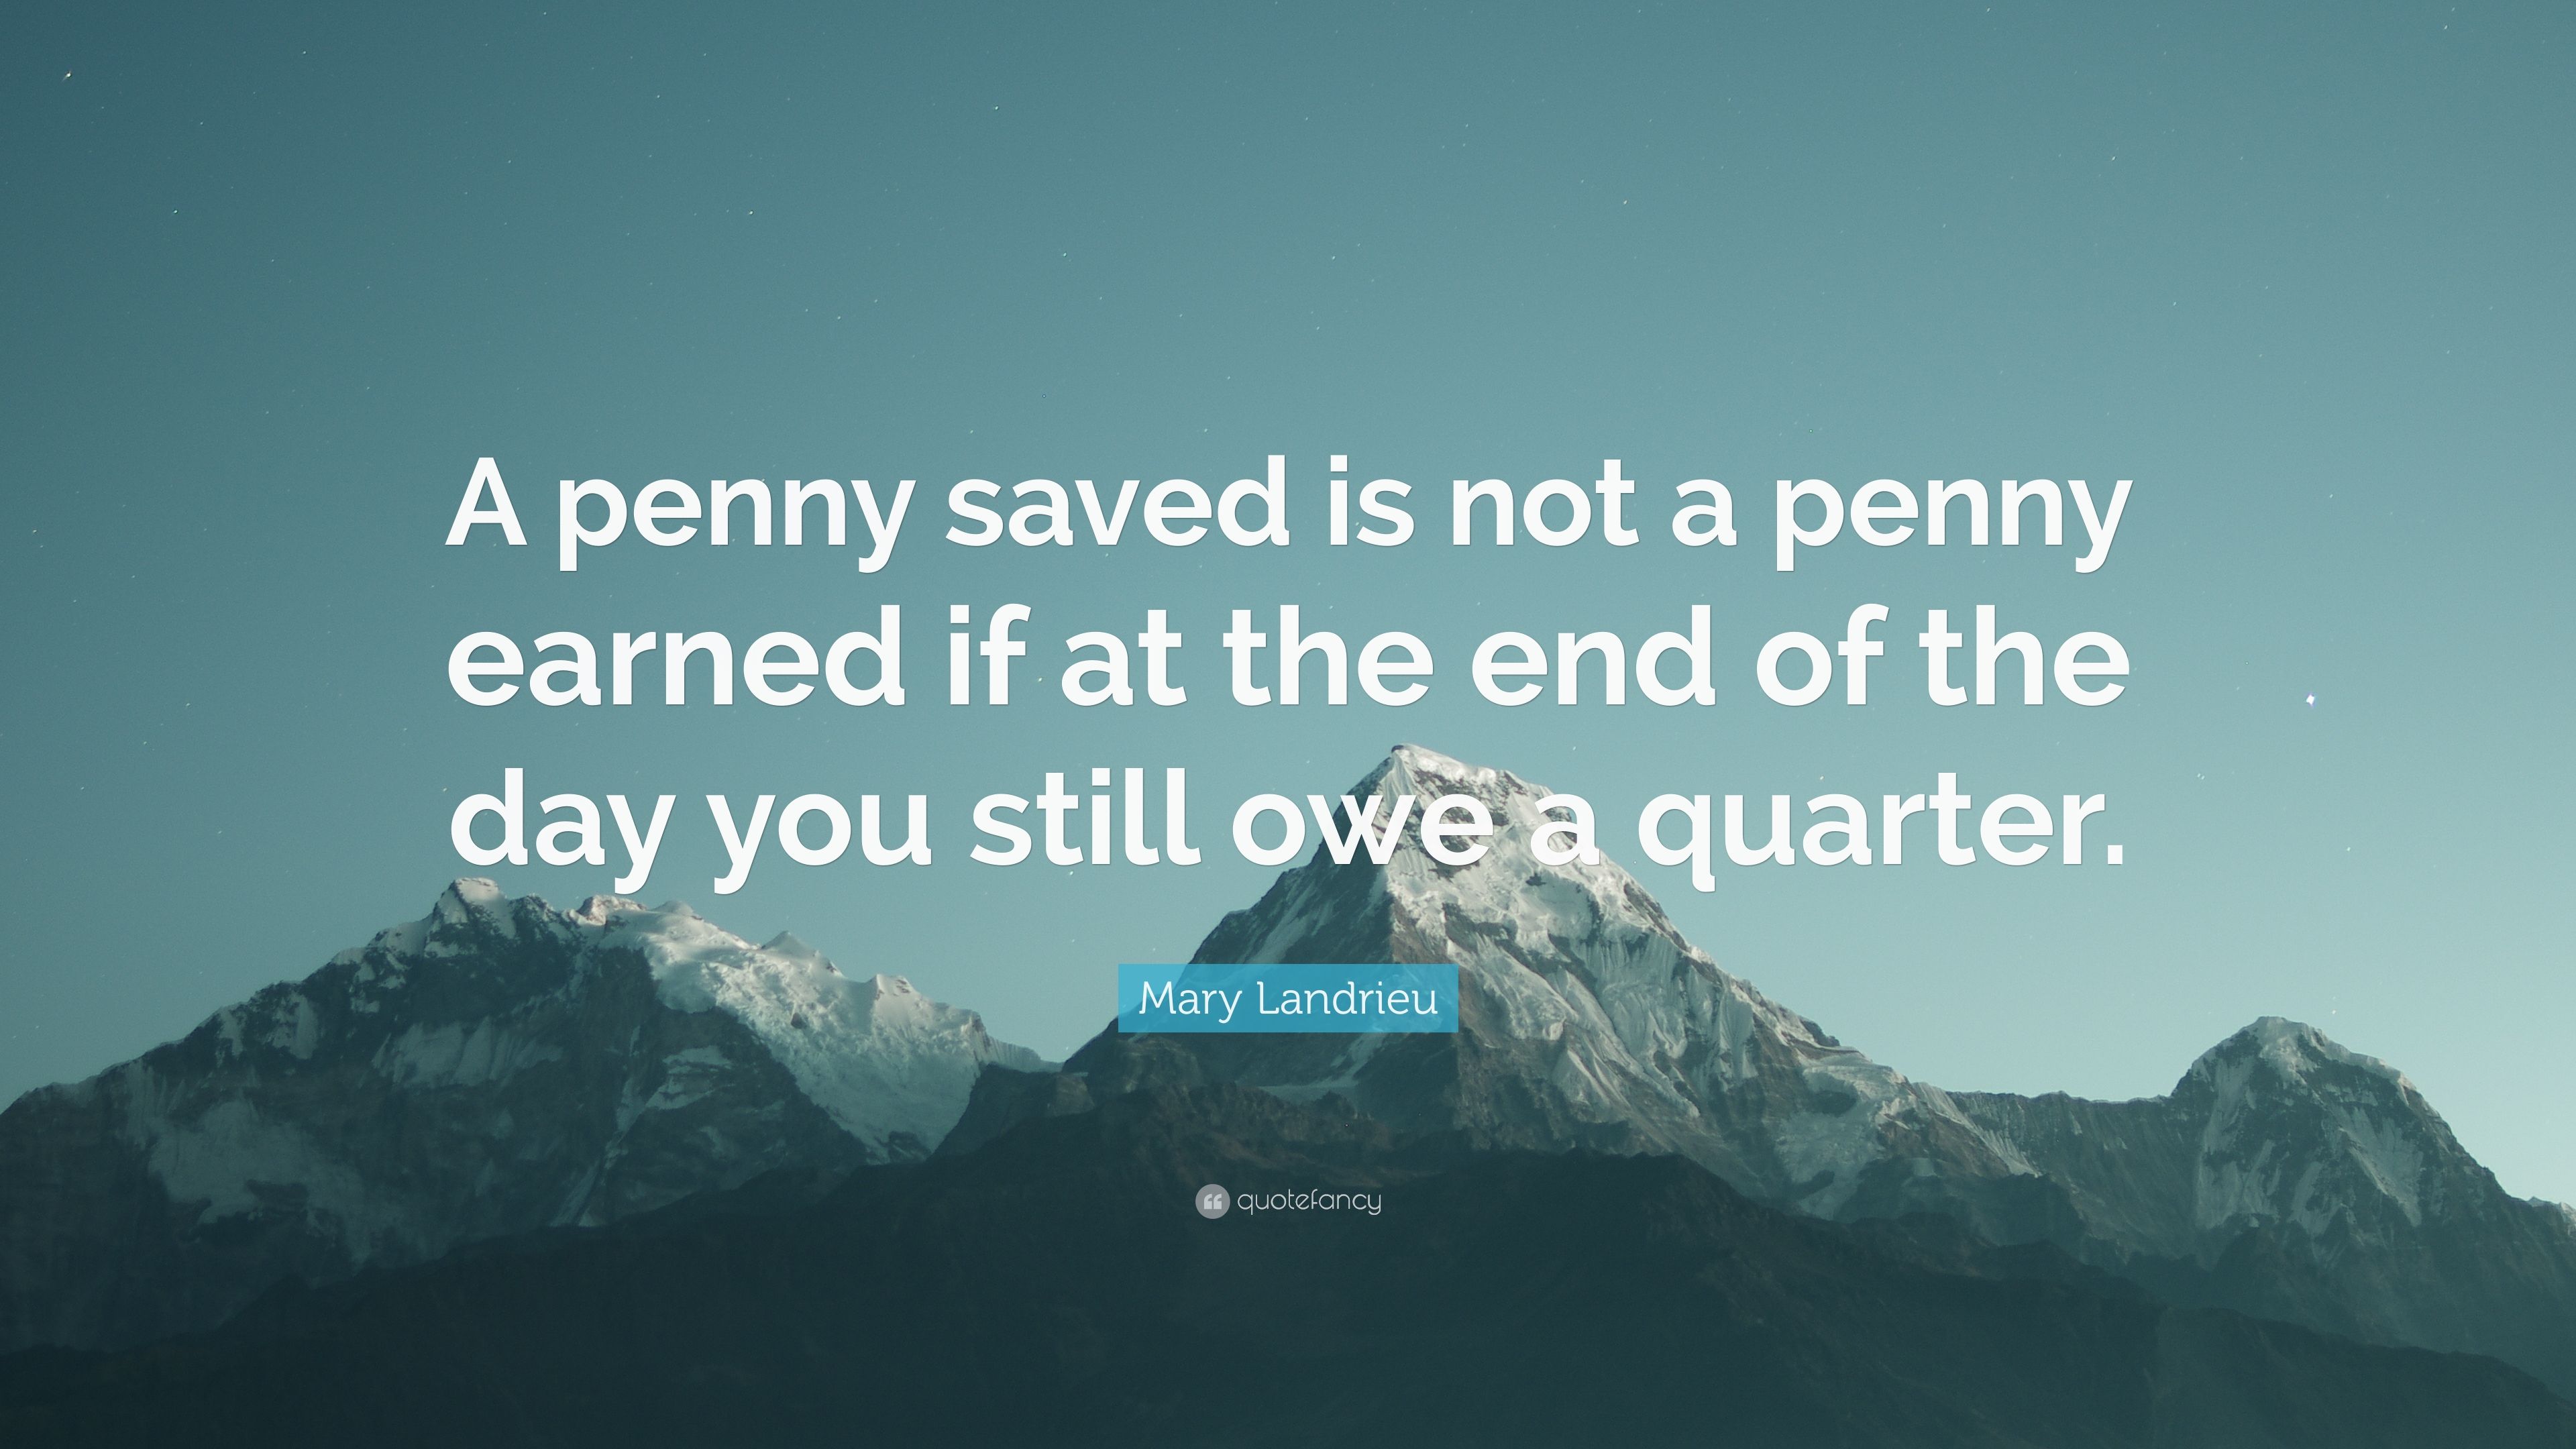 A penny saved is not a penny
earned if at the end of the
day you still owe a quarter.
Mary Landrieu
quotefancy